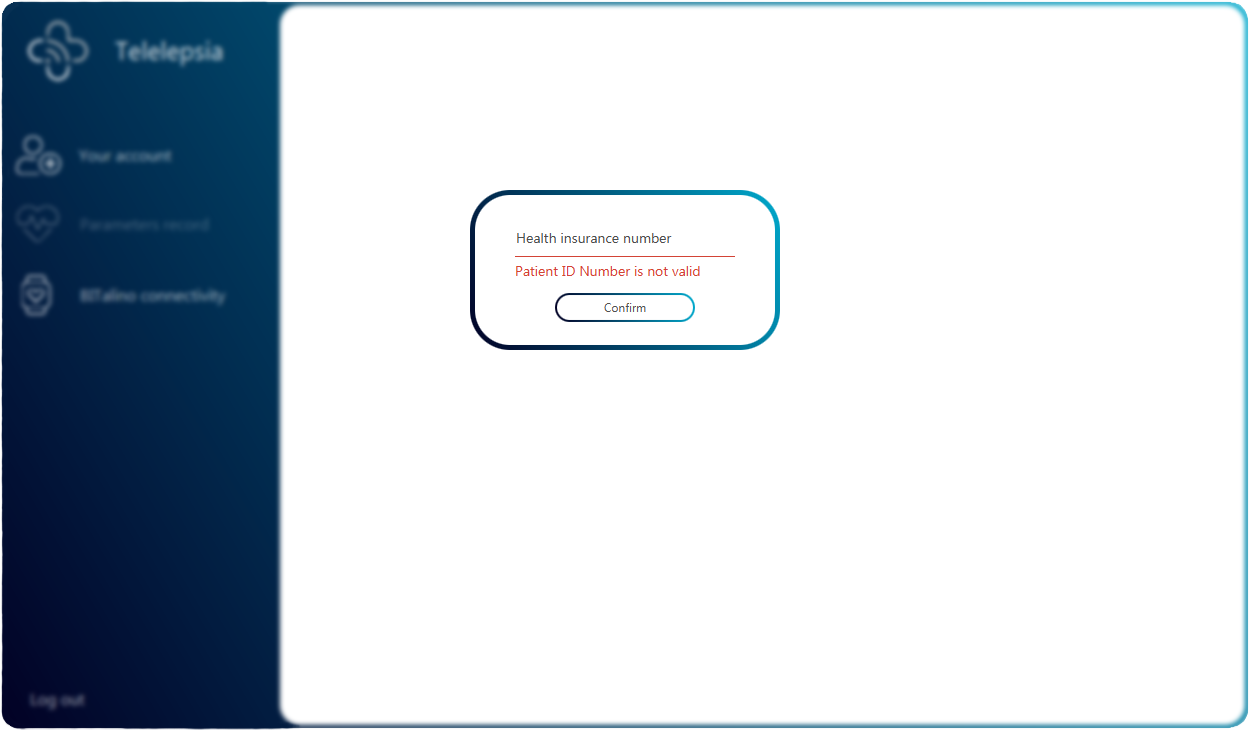 Telelepsia
Your account
Parameters record
BITalino connectivity
Health insurance number
Patient ID Number is not valid
Confirm
Log out